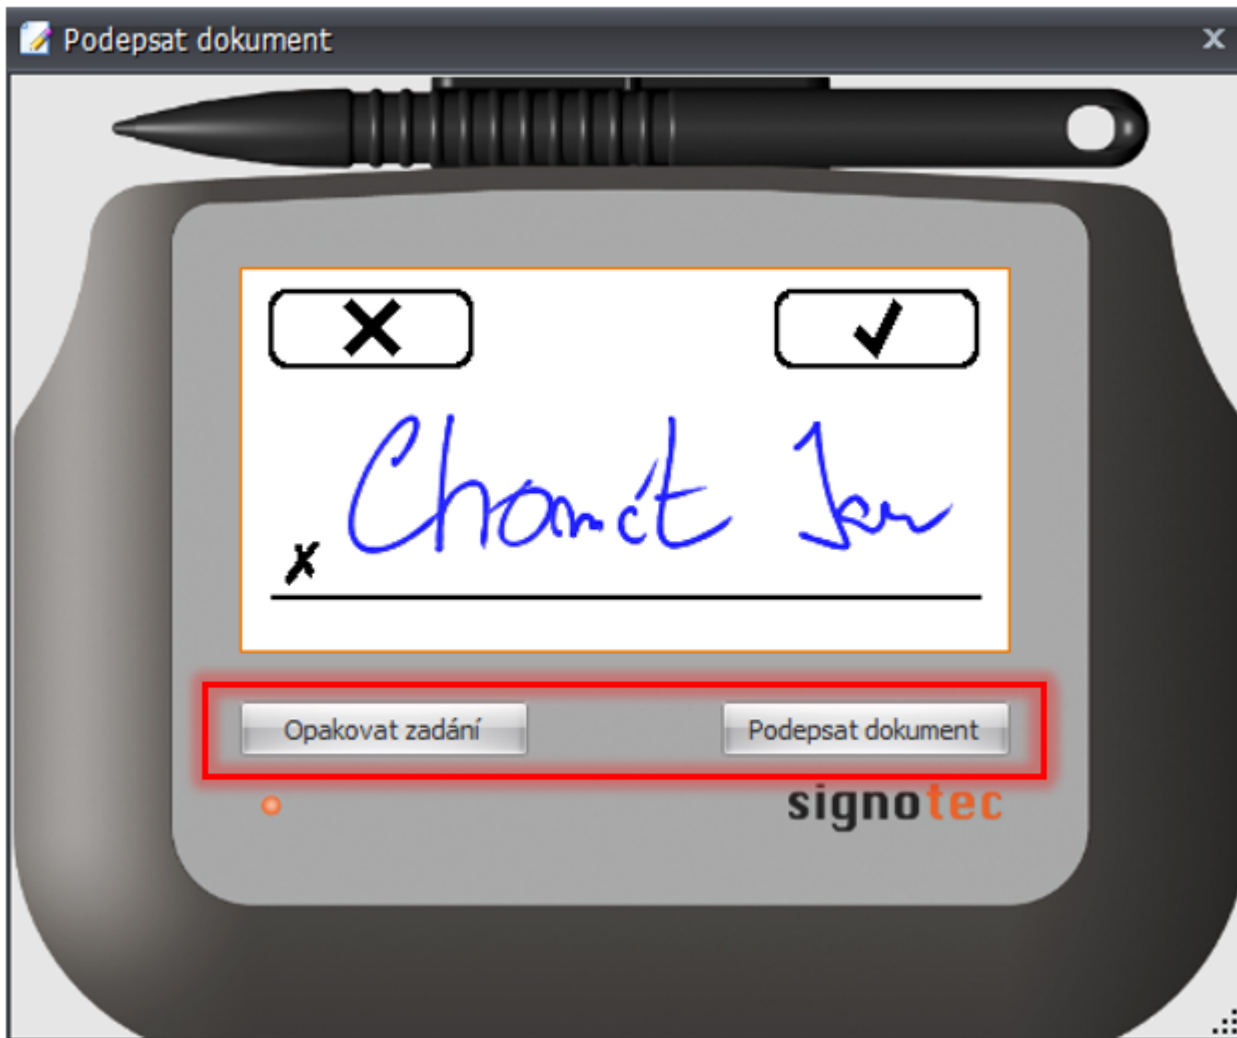 Podepsat dokument
Chomát Jan
Opakovat zadání
Podepsat dokument
signotec